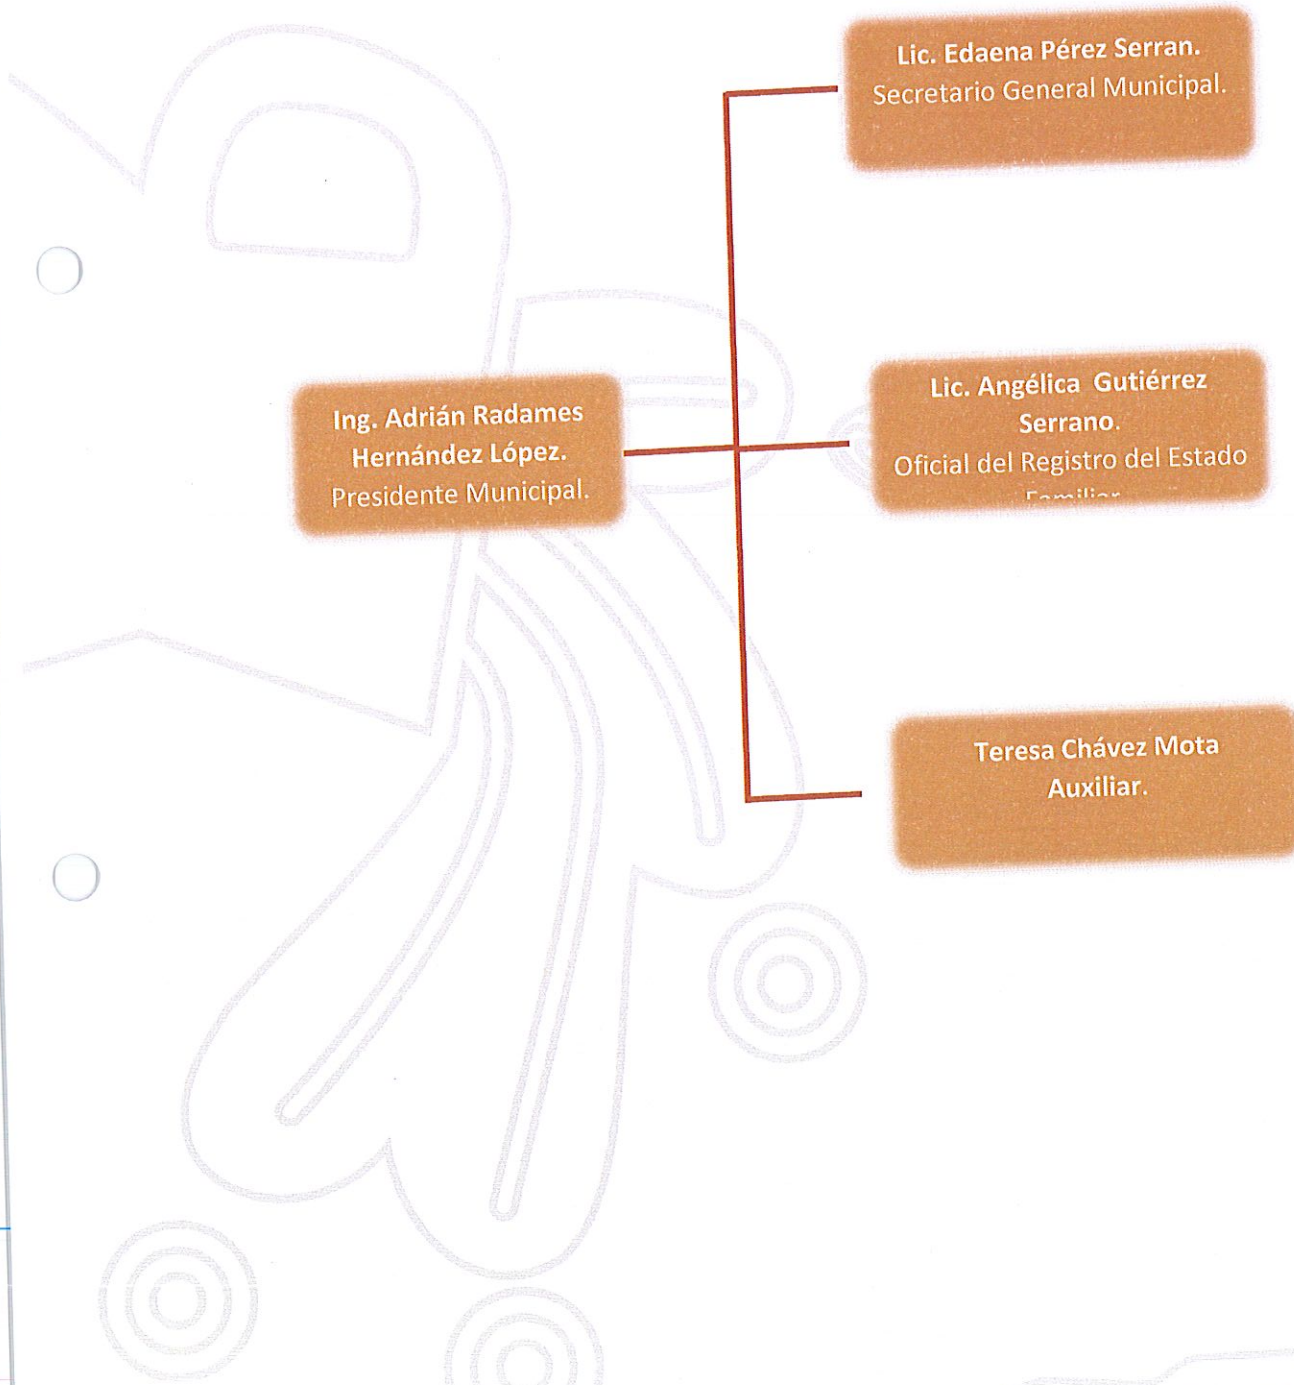 Lic. Edaena Pérez Serran.
Secretario General Municipal.
Ing. Adrián Radames
Hernández López.
Presidente Municipal.
Lic. Angélica  Gutiérrez
Serrano.
Oficial del Registro del Estado
Teresa Chávez Mota
Auxiliar.